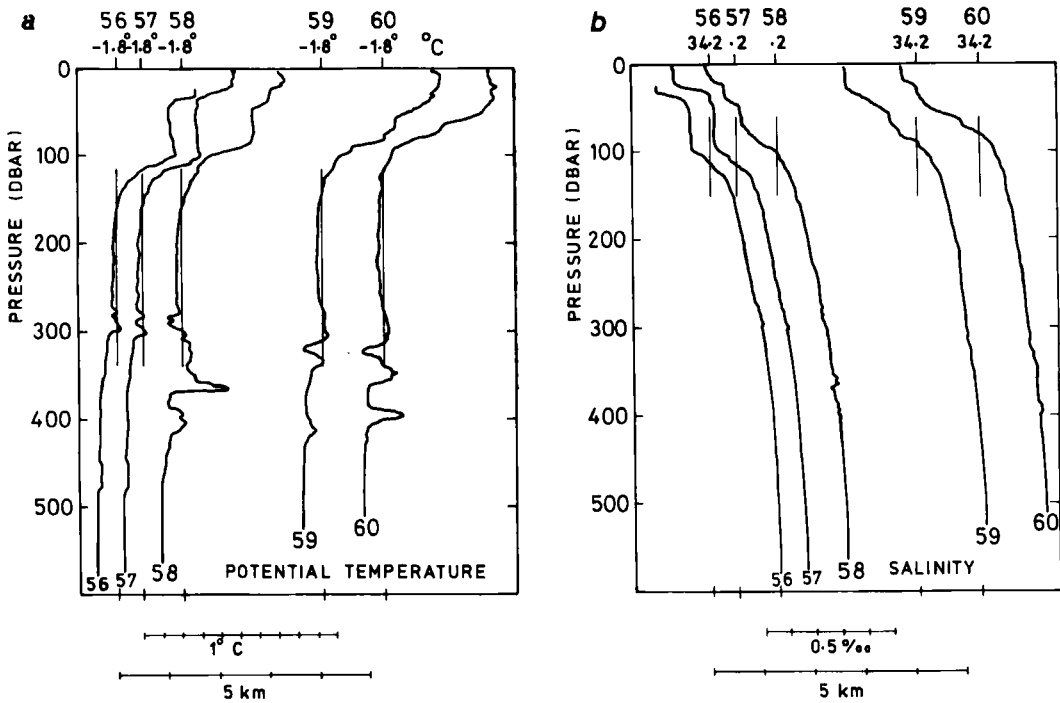 a
56 57 58 59 60
-1.8° -1.8° -1.8° -1.8° -1.8° °C
0
100
200
300
400
500
PRESSURE (DBAR)
56 57 58 59 60
POTENTIAL TEMPERATURE
1° C
5 km
b
56 57 58 59 60
34.2 .2 .2 34.2 34.2
0
100
200
300
400
500
PRESSURE (DBAR)
56 57 58 59 60
SALINITY
0.5 ‰
5 km